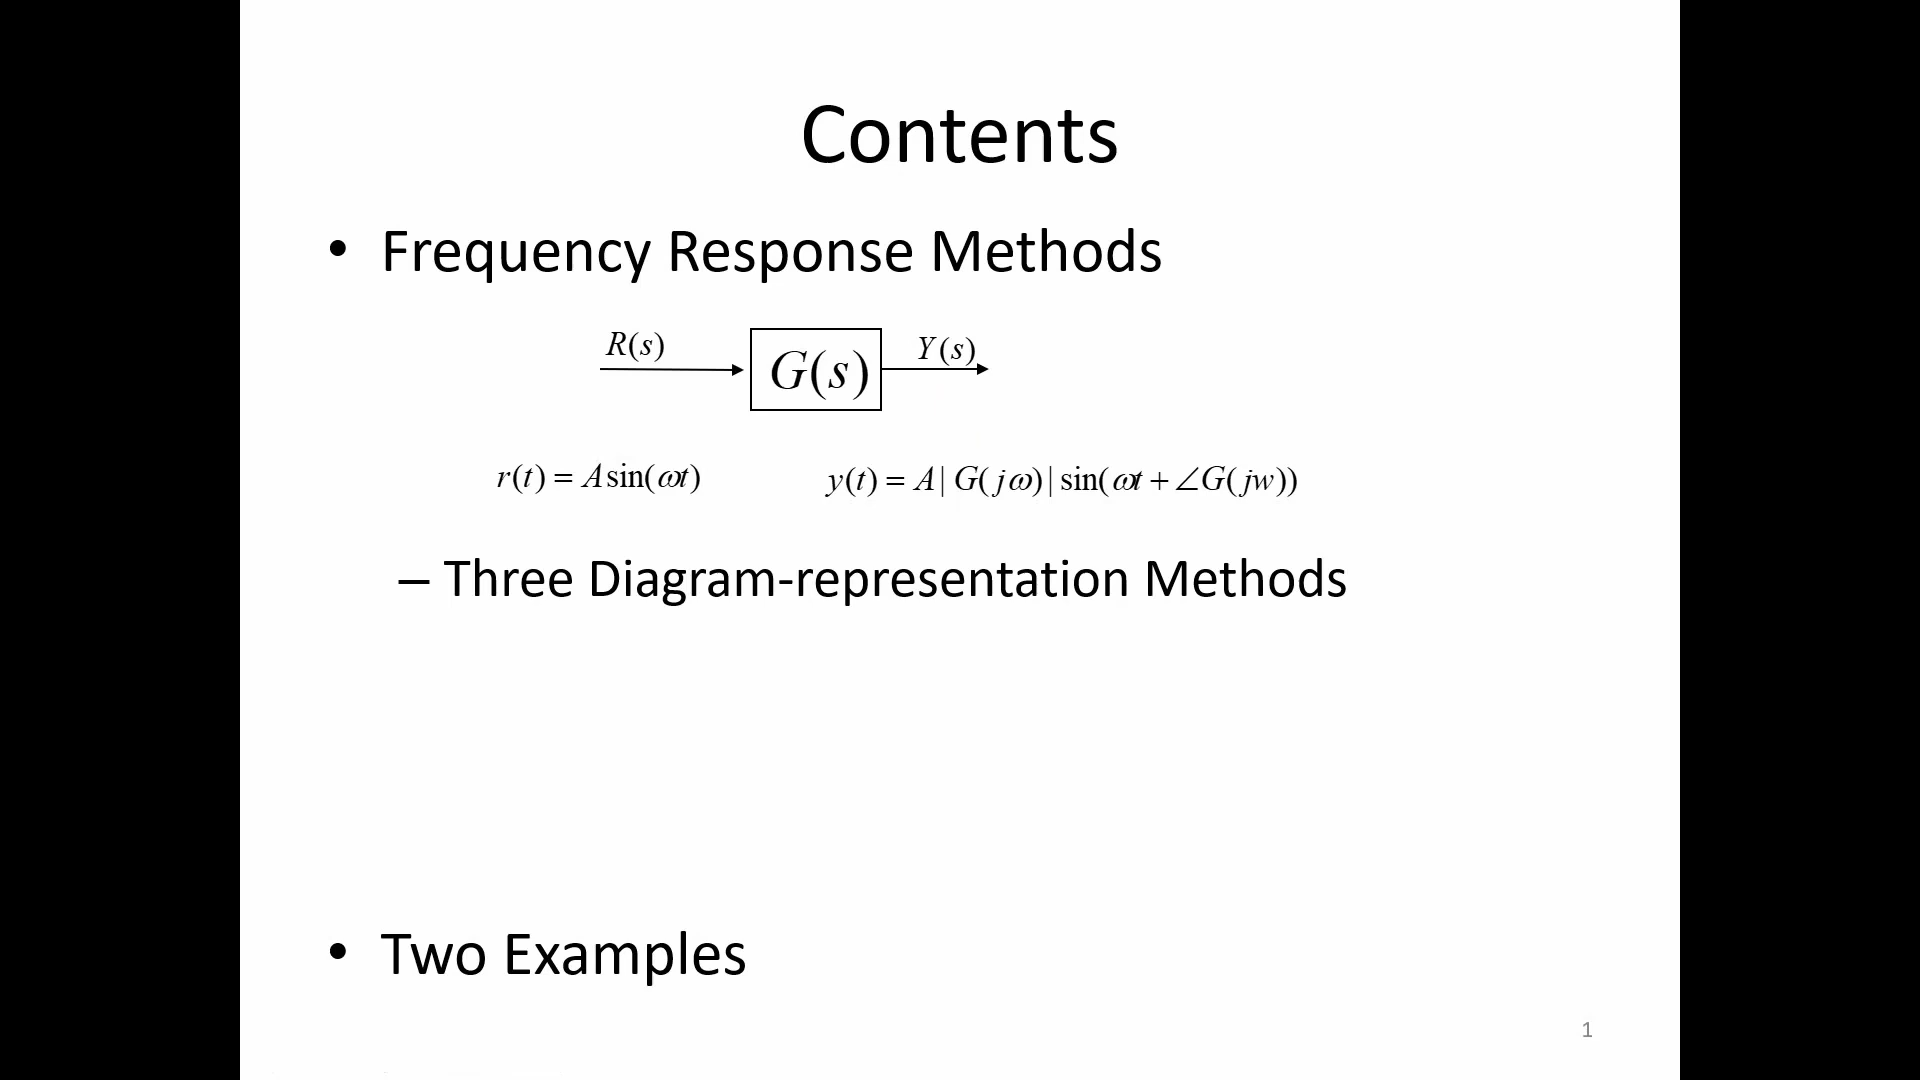 Contents
• Frequency Response Methods
R(s)
G(s)
Y(s)
r(t) = A sin(ωt)
y(t) = A | G( jω) | sin(ωt + ∠G( jw))
– Three Diagram-representation Methods
• Two Examples
1